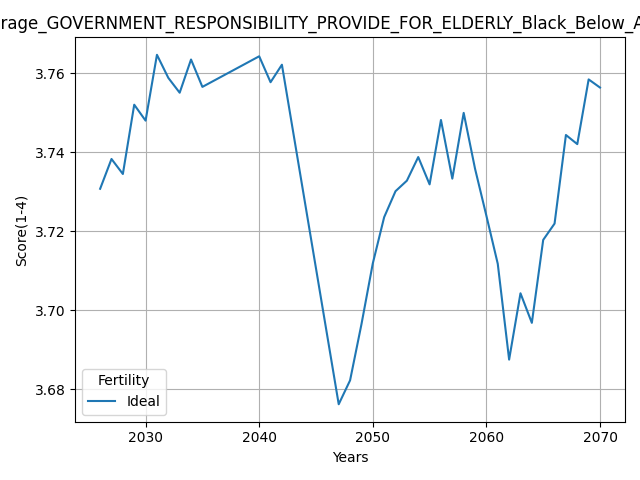 rage_GOVERNMENT_RESPONSIBILITY_PROVIDE_FOR_ELDERLY_Black_Below_A
3.76
3.74
3.72
3.70
3.68
Score(1-4)
Fertility
Ideal
2030 2040 2050 2060 2070
Years